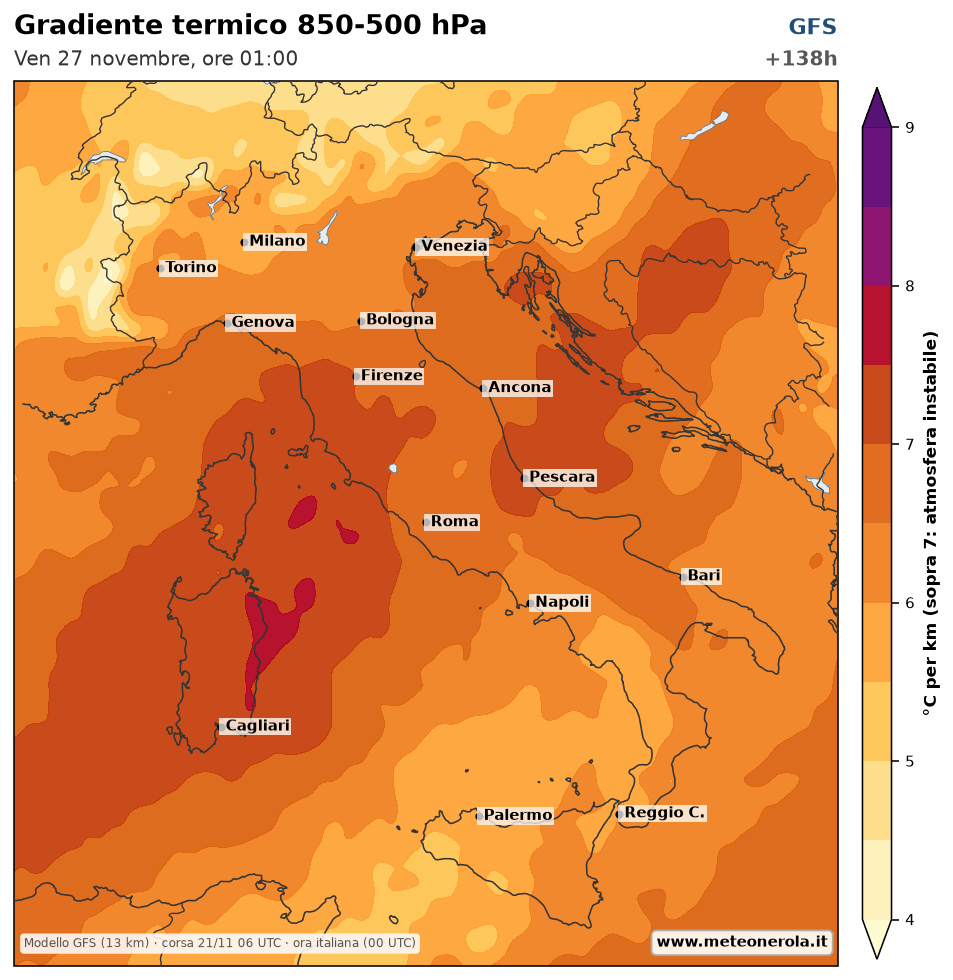 Gradiente termico 850-500 hPa
GFS
Ven 27 novembre, ore 01:00
+138h
Milano
Venezia
Torino
Genova
Bologna
Firenze
Ancona
Pescara
Roma
Bari
Napoli
Cagliari
Palermo
Reggio C.
9
8
7
6
5
4
°C per km (sopra 7: atmosfera instabile)
Modello GFS (13 km) · corsa 21/11 06 UTC · ora italiana (00 UTC)
www.meteonerola.it